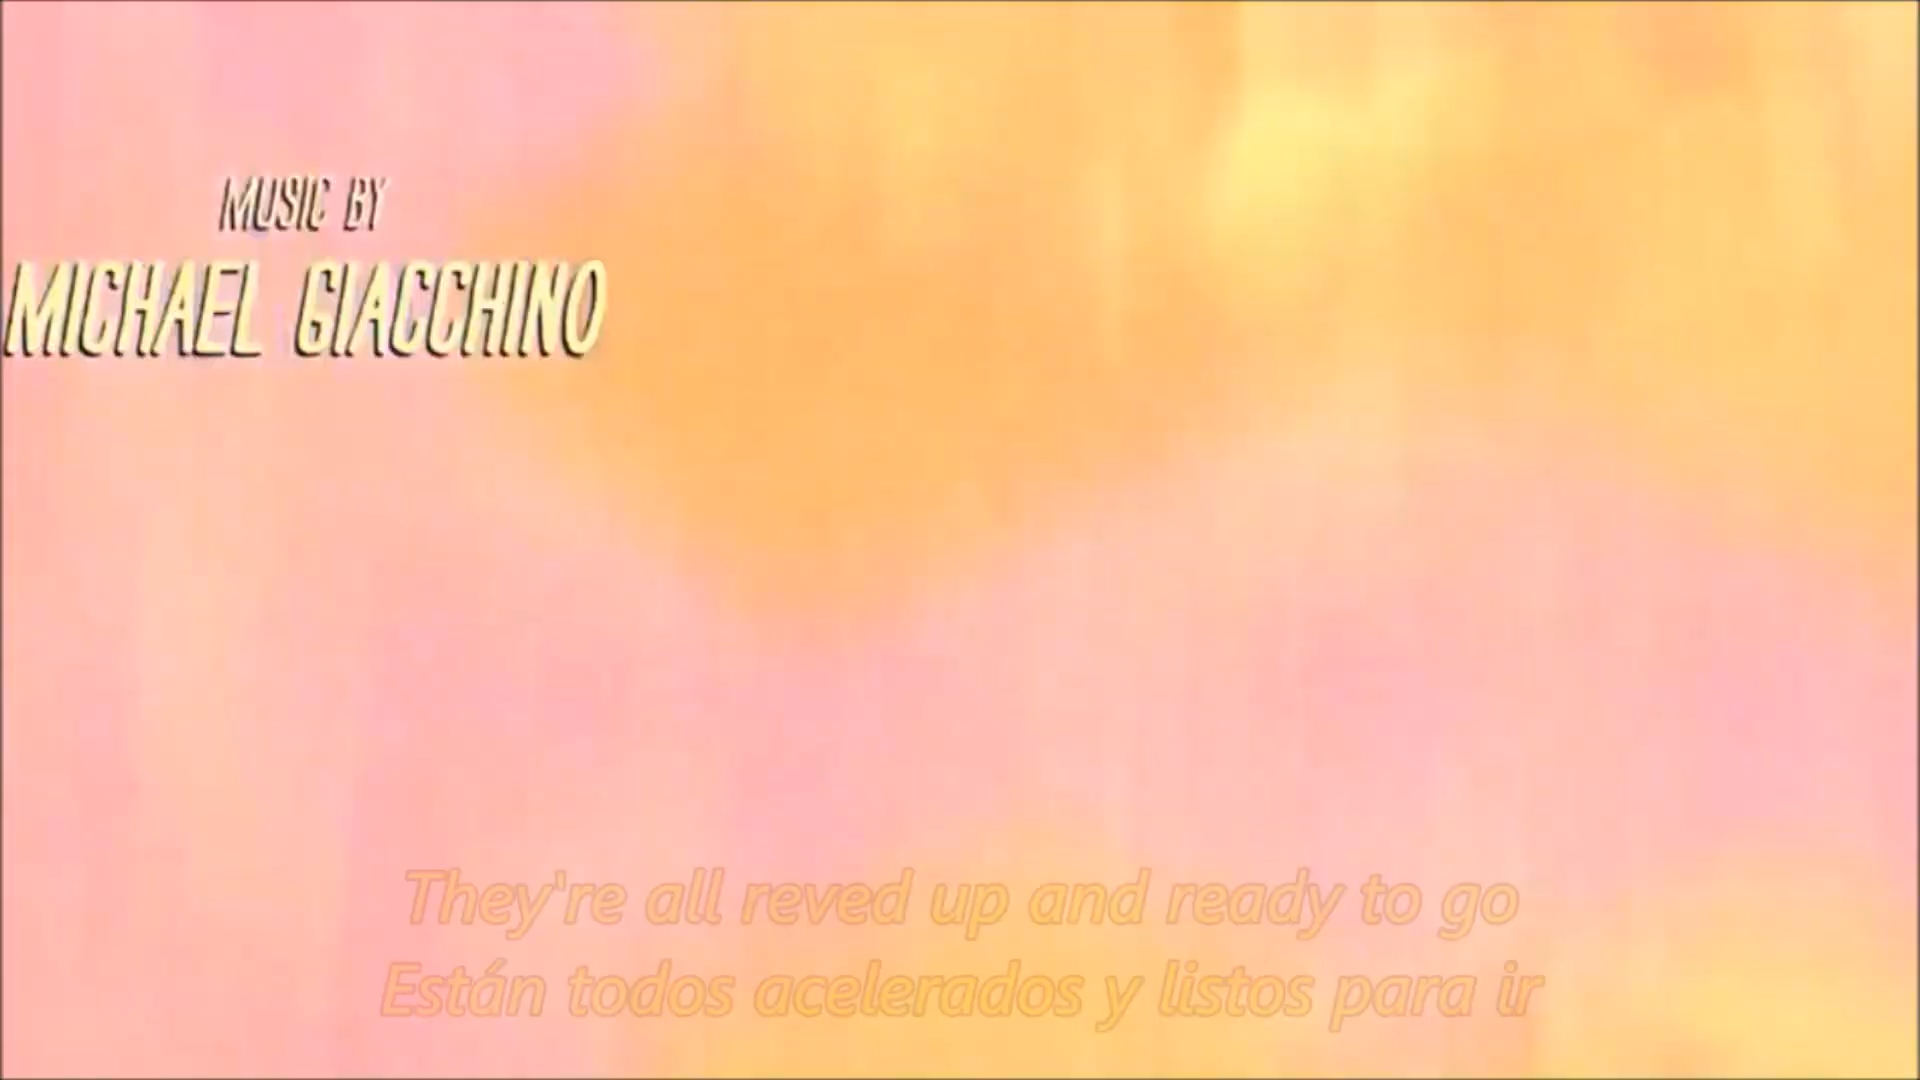 MUSIC BY
MICHAEL GIACCHINO
They're all reved up and ready to go
Están todos acelerados y listos para ir